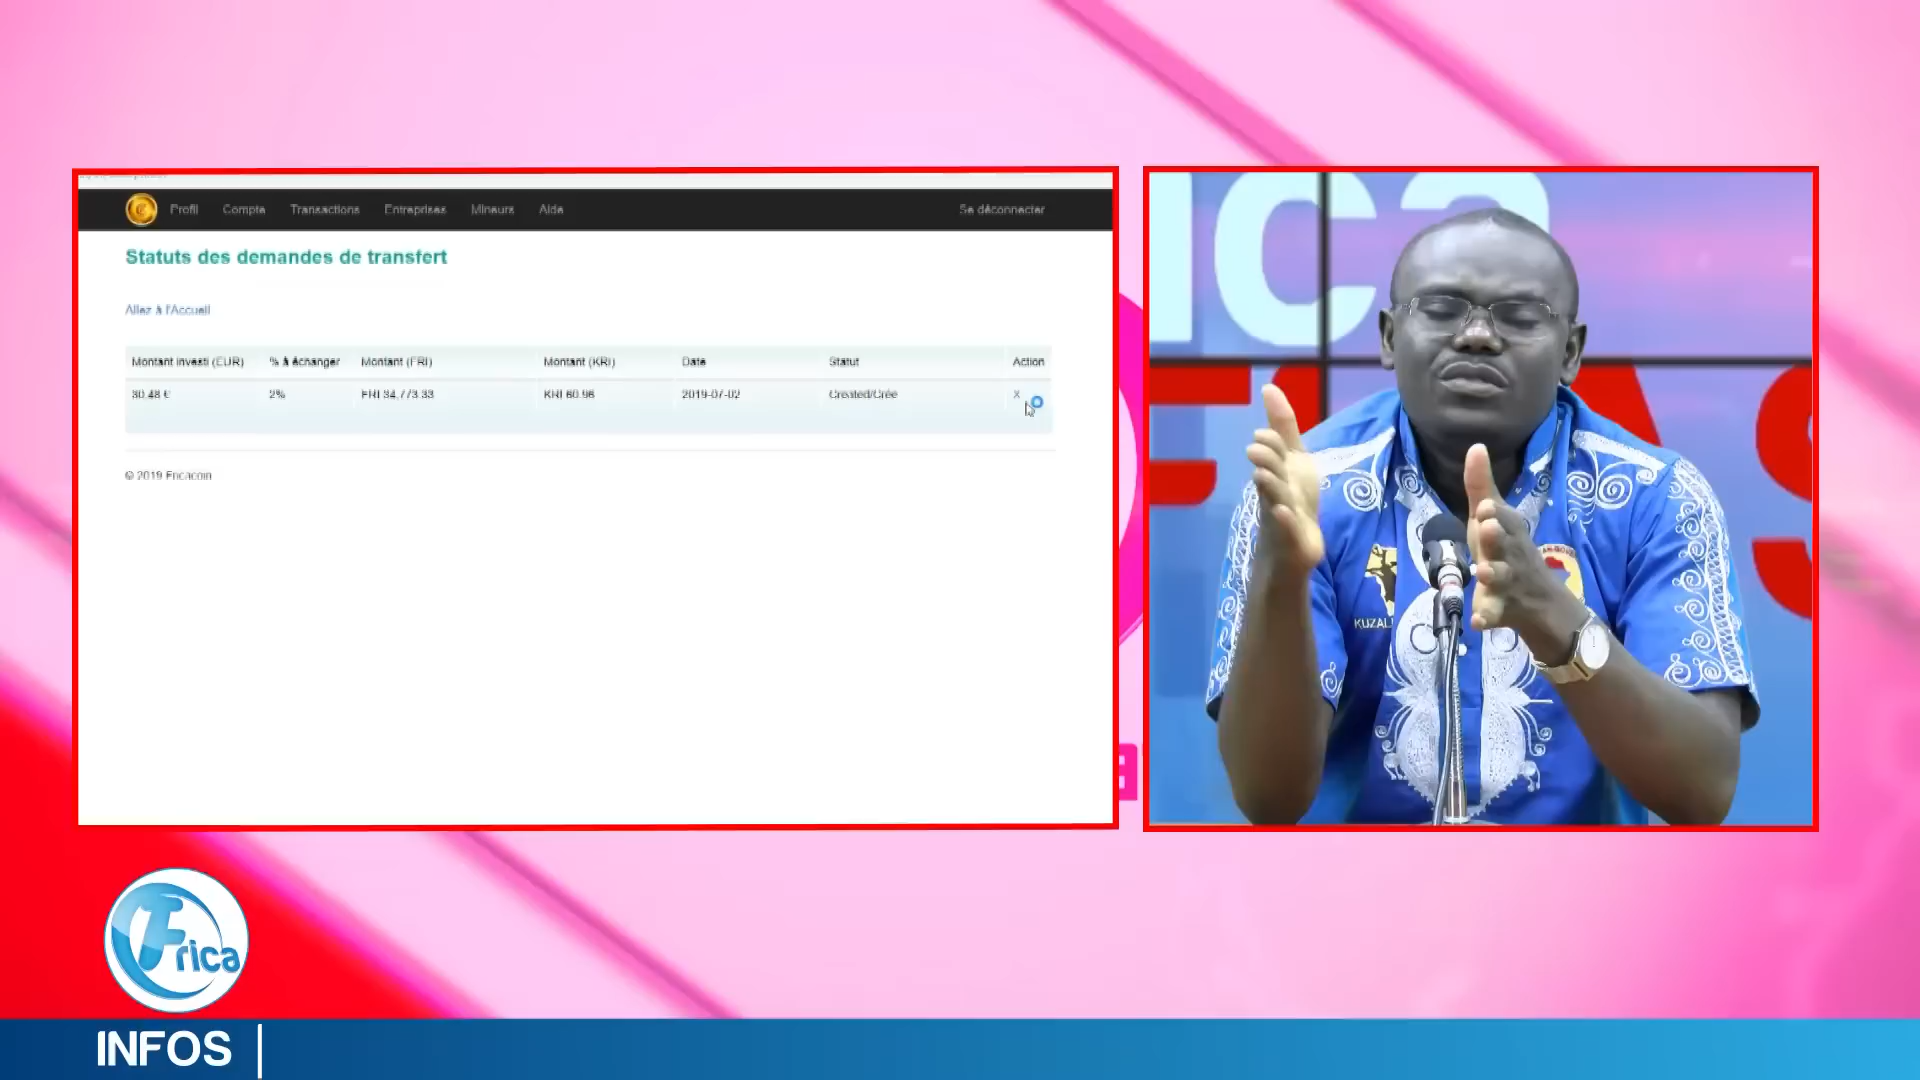 Profil Compte Transactions Entreprises Mineurs Aide Se déconnecter
Statuts des demandes de transfert
Allez à l'Accueil
Montant investi (EUR) % à échanger Montant (FRI) Montant (KRI) Date Statut Action
30.48 € 2% FRI 34,773.33 KRI 60.96 2019-07-02 Created/Crée X
© 2019 Fricacoin
rica
KUZAL
Frica
INFOS